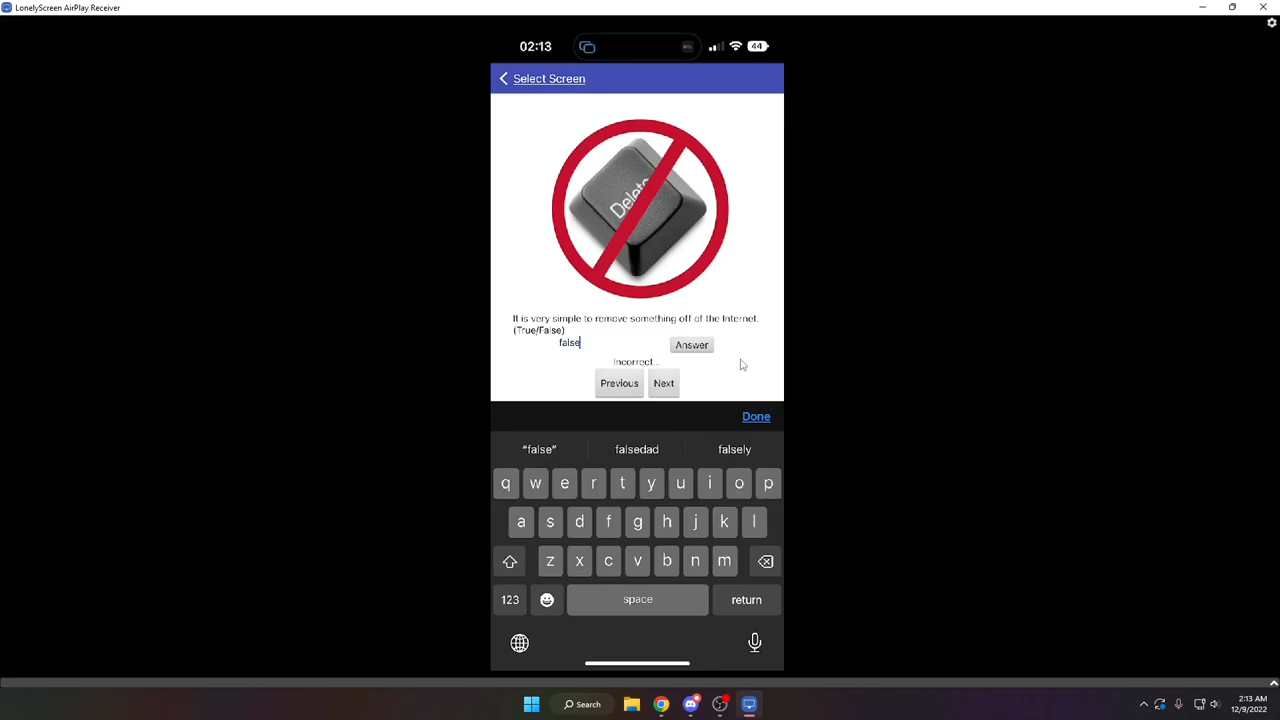 LonelyScreen AirPlay Receiver
02:13
44
Select Screen
Delete
It is very simple to remove something off of the Internet.
(True/False)
false
Answer
Incorrect...
Previous
Next
Done
"false"
falsedad
falsely
q w e r t y u i o p
a s d f g h j k l
z x c v b n m
123
space
return
Search
2:13 AM
12/9/2022